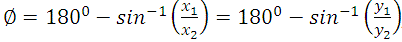 ∅ = 180⁰ − sin⁻¹ (x₁/x₂) = 180⁰ − sin⁻¹ (y₁/y₂)